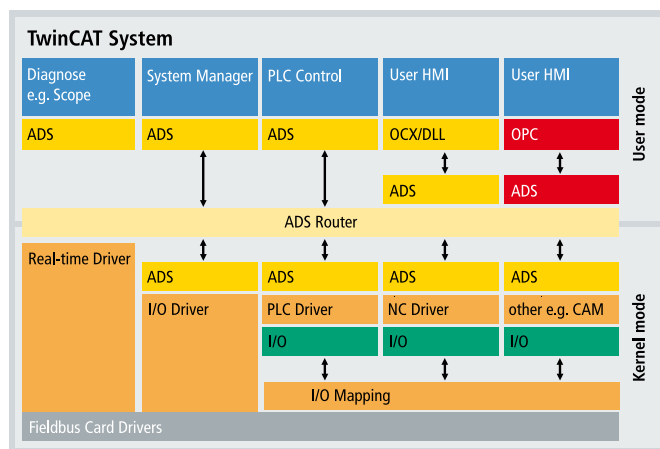 TwinCAT System
Diagnose
e.g. Scope
System Manager
PLC Control
User HMI
User HMI
ADS
ADS
ADS
OCX/DLL
OPC
ADS
ADS
User mode
ADS Router
Real-time Driver
ADS
ADS
ADS
ADS
I/O Driver
PLC Driver
NC Driver
other e.g. CAM
I/O
I/O
I/O
I/O Mapping
Kernel mode
Fieldbus Card Drivers